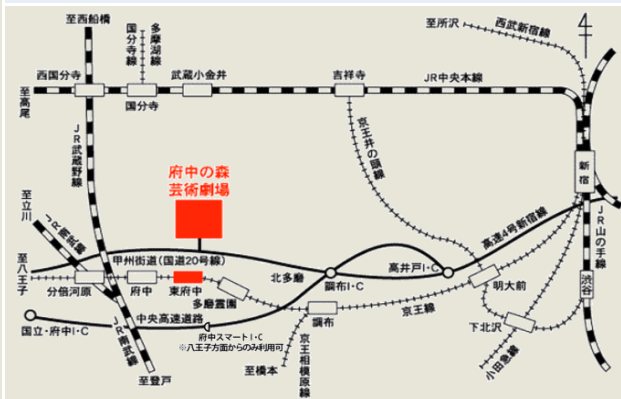 至西船橋
国分寺線
多摩湖線
至所沢
西武新宿線
4
西国分寺
武蔵小金井
吉祥寺
JR中央本線
至高尾
国分寺
JR武蔵野線
京王井の頭線
新宿
府中の森
芸術劇場
至立川
JR南武線
高速4号新宿線
JR山の手線
至八王子
甲州街道(国道20号線)
北多磨
高井戸I・C
分倍河原
府中
東府中
多磨霊園
調布I・C
明大前
渋谷
中央高速道路
調布
京王線
国立・府中I・C
JR南武線
府中スマートI・C
※八王子方面からのみ利用可
下北沢
小田急線
至登戸
至橋本
京王相模原線